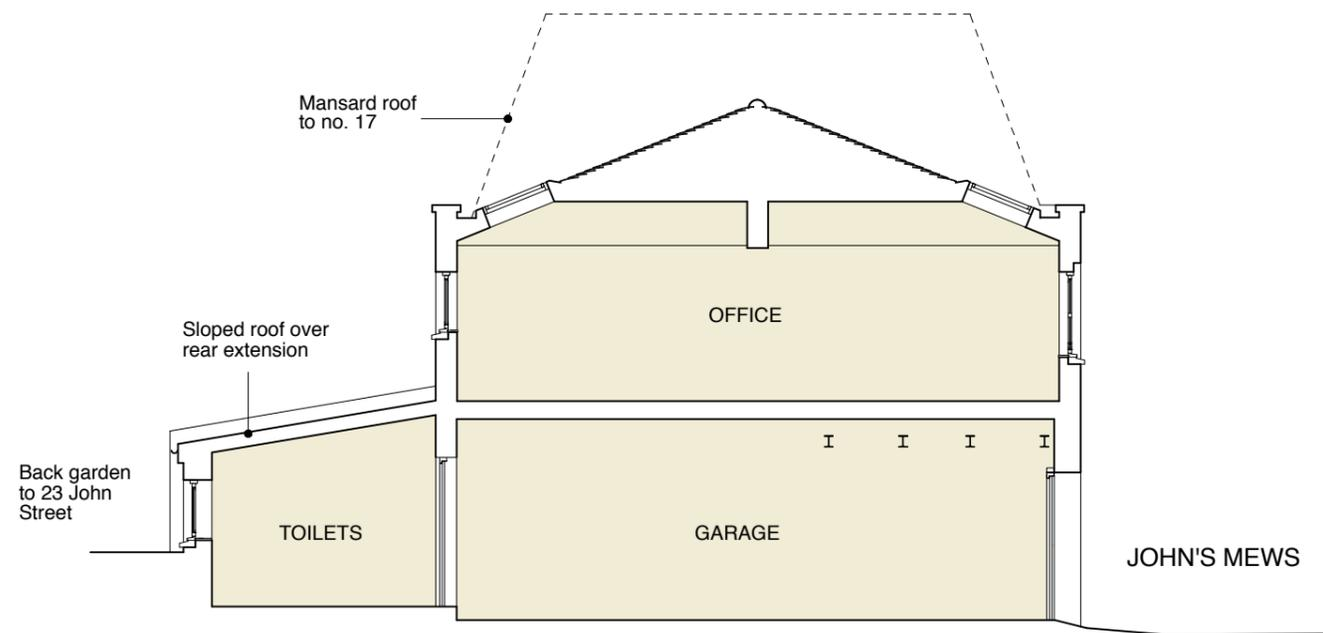 Mansard roof
to no. 17
OFFICE
Sloped roof over
rear extension
Back garden
to 23 John
Street
TOILETS
GARAGE
JOHN'S MEWS